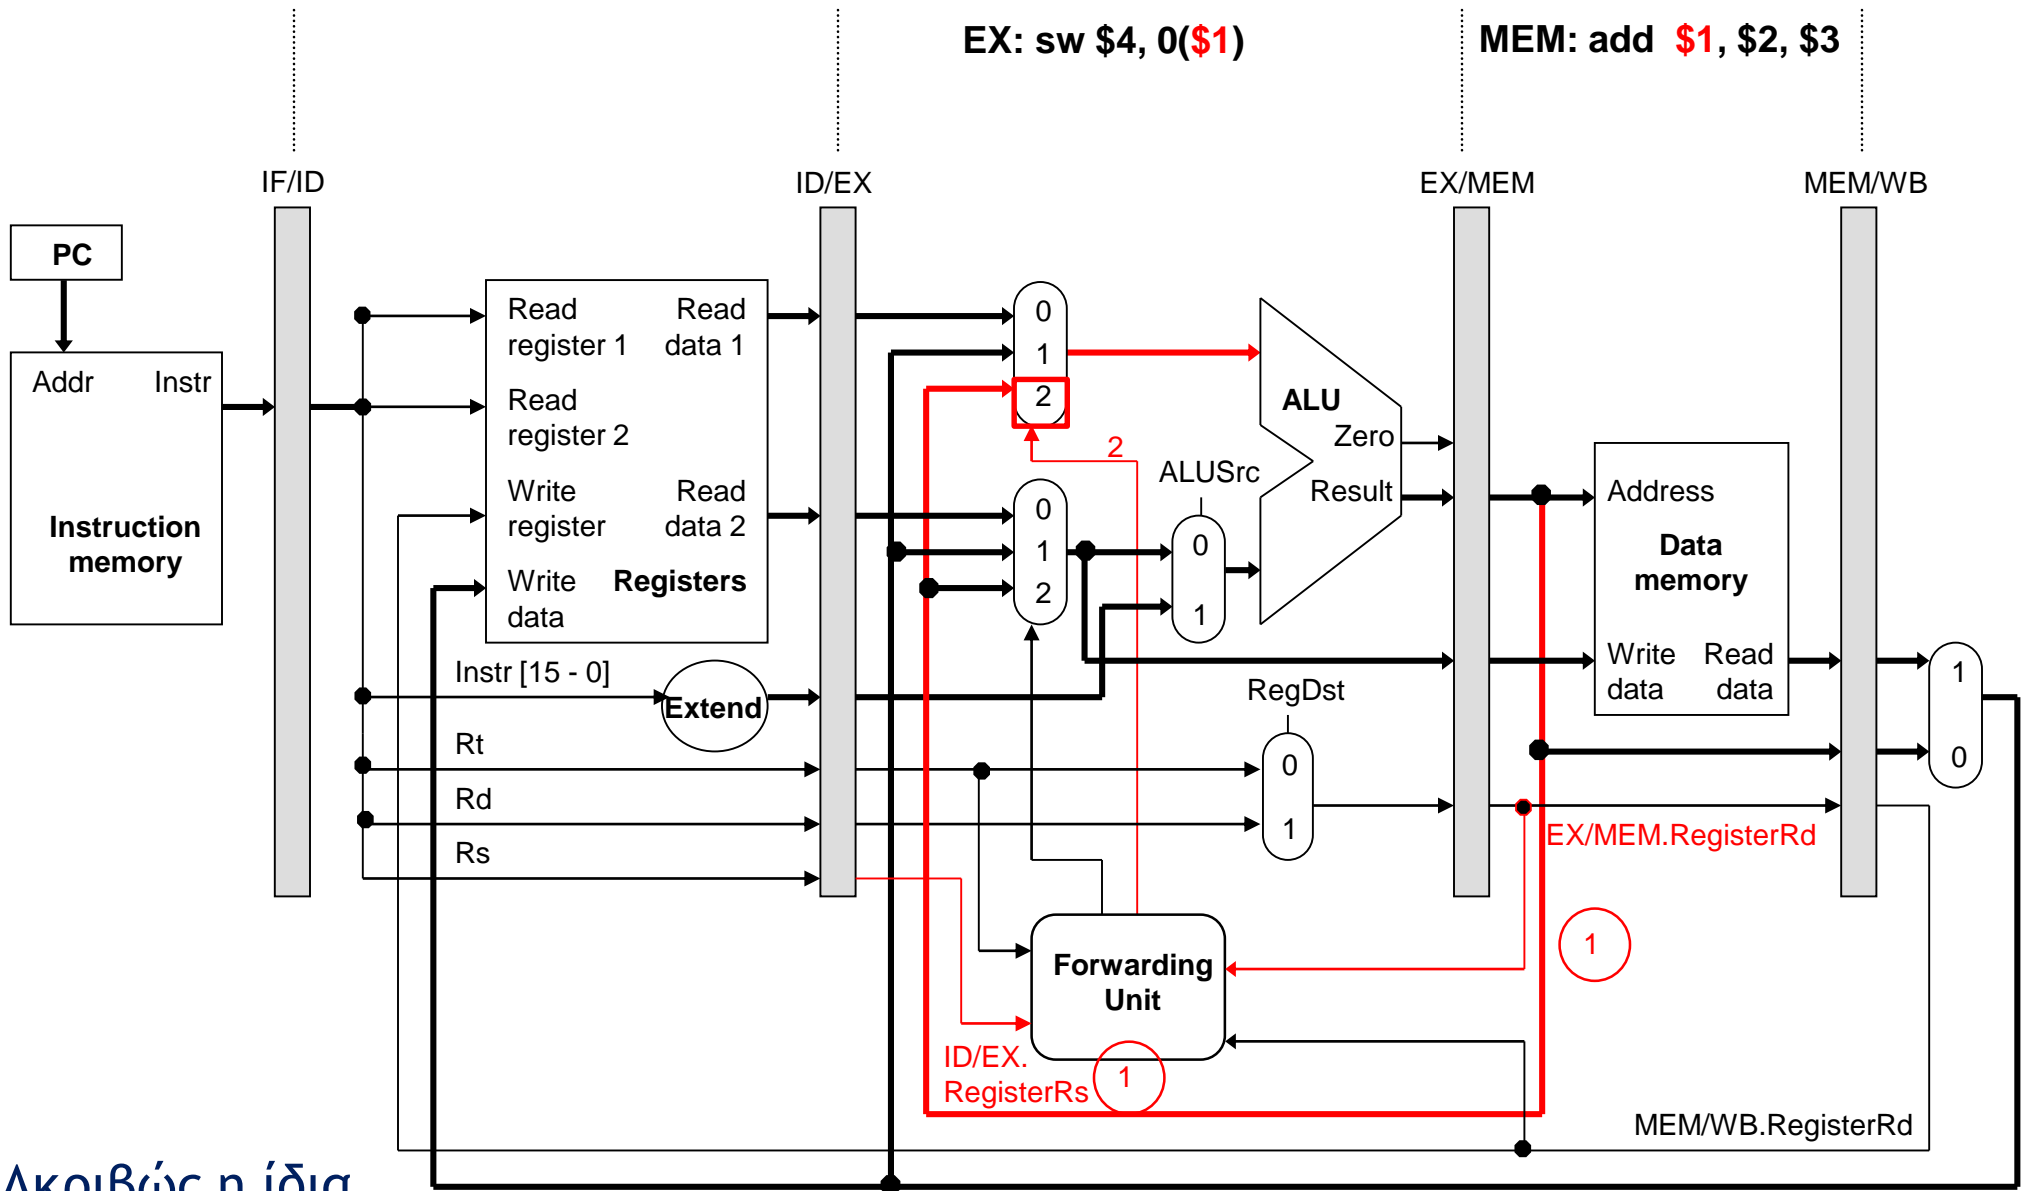 EX: sw $4, 0($1)
MEM: add $1, $2, $3
IF/ID
ID/EX
EX/MEM
MEM/WB
PC
Addr Instr
Instruction
memory
Read
register 1
Read
data 1
Read
register 2
Write
register
Read
data 2
Write
data
Registers
Instr [15 - 0]
Extend
Rt
Rd
Rs
0
1
2
2
0
1
2
ALUSrc
0
1
ALU
Zero
Result
RegDst
0
1
Address
Data
memory
Write
data
Read
data
1
0
EX/MEM.RegisterRd
1
Forwarding
Unit
ID/EX.
RegisterRs
1
MEM/WB.RegisterRd
Ακριβώς η ίδια